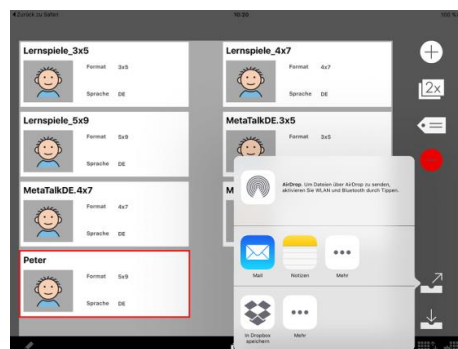 Zurück zu Safari 10:20 100 %
Lernspiele_3x5
Format 3x5
Sprache DE
Lernspiele_4x7
Format 4x7
Sprache DE
Lernspiele_5x9
Format 5x9
Sprache DE
MetaTalkDE.3x5
Format 3x5
MetaTalkDE.4x7
Format 4x7
Sprache DE
M
Peter
Format 5x9
Sprache DE
2x
AirDrop. Um Dateien über AirDrop zu senden,
aktivieren Sie WLAN und Bluetooth durch Tippen.
Mail
Notizen
Mehr
In Dropbox
speichern
Mehr